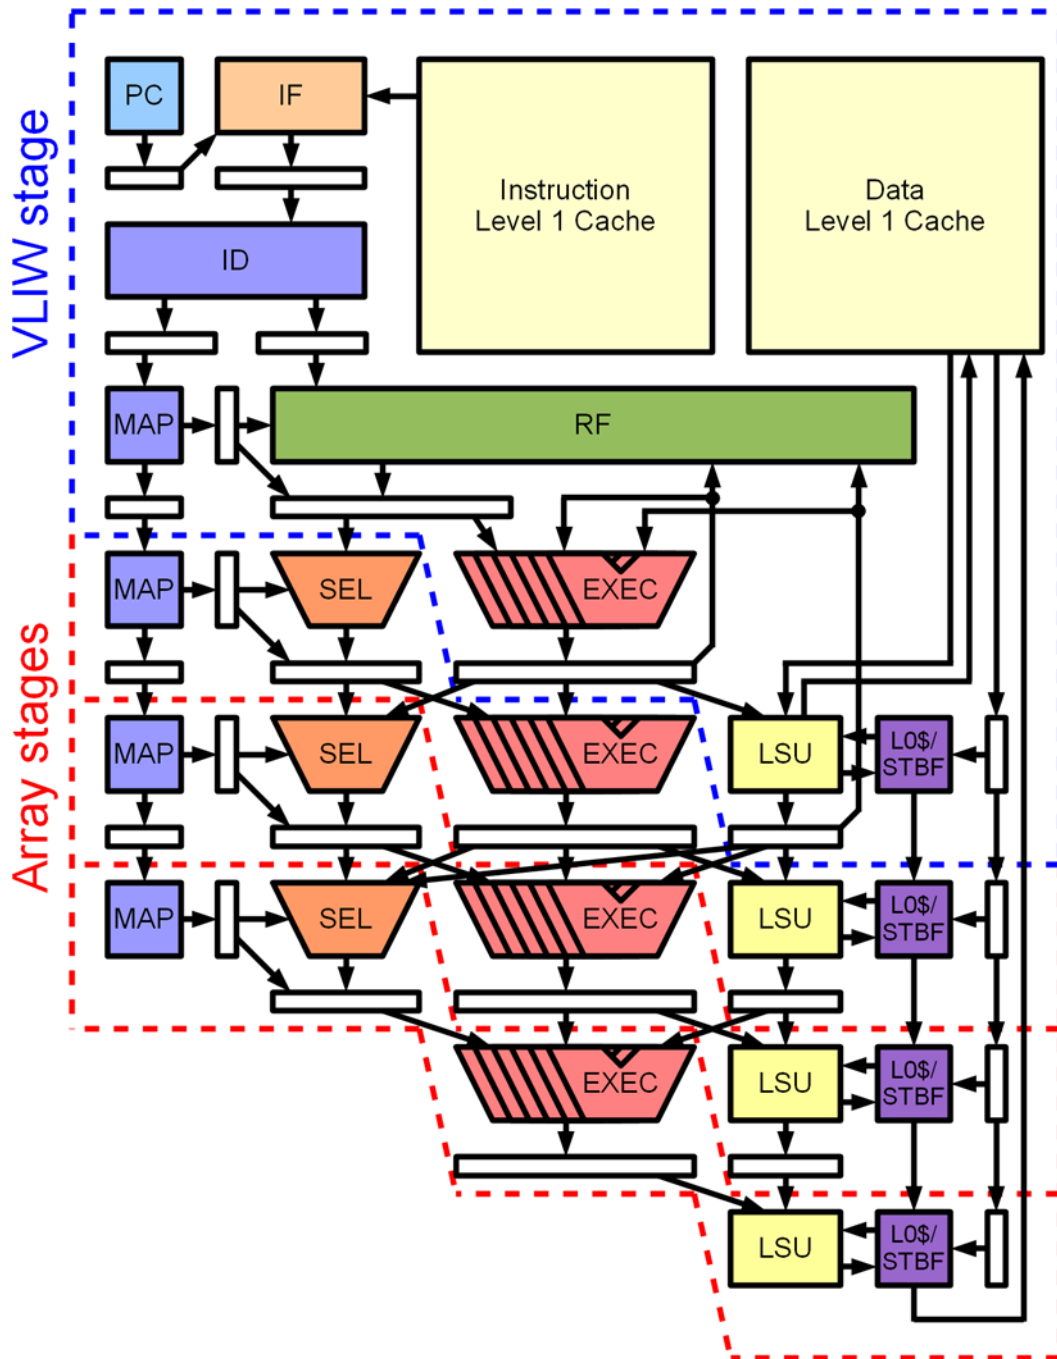 VLIW stage
Array stages
PC
IF
Instruction
Level 1 Cache
Data
Level 1 Cache
ID
MAP
RF
MAP
SEL
EXEC
MAP
SEL
EXEC
LSU
L0$/
STBF
MAP
SEL
EXEC
LSU
L0$/
STBF
EXEC
LSU
L0$/
STBF
LSU
L0$/
STBF